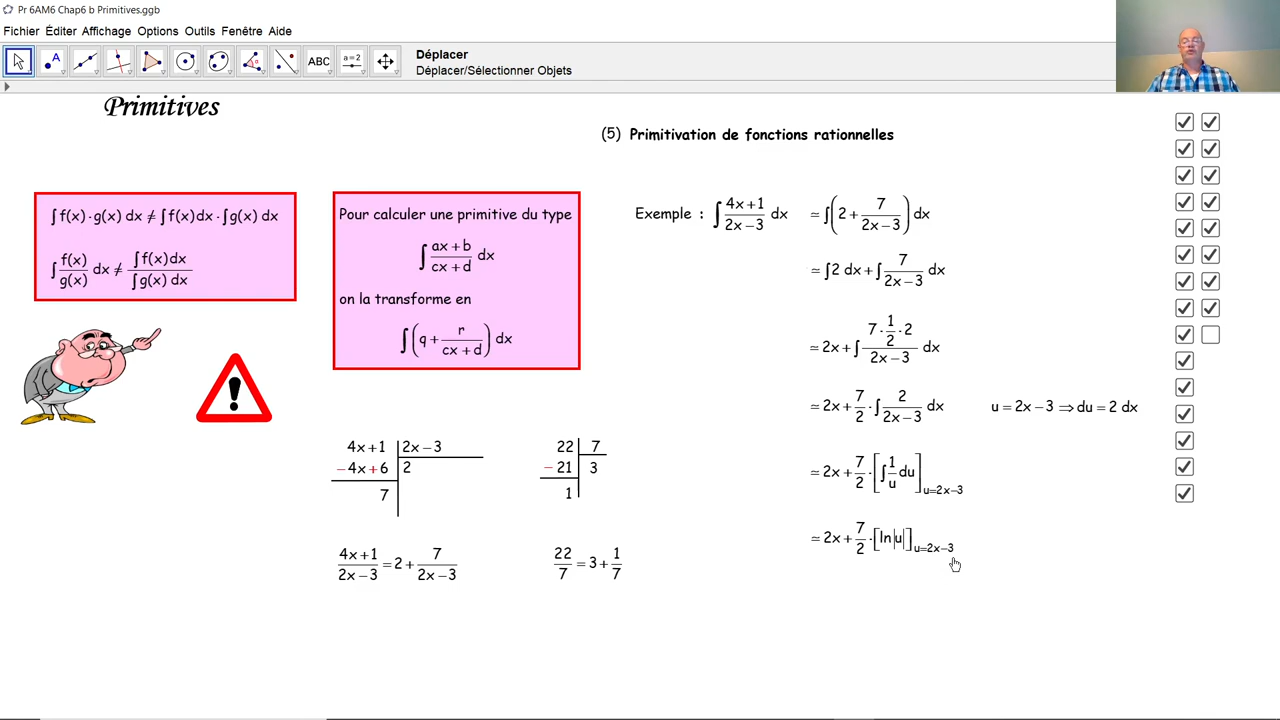 Pr 6AM6 Chap6 b Primitives.ggb
Fichier Éditer Affichage Options Outils Fenêtre Aide
A
α
ABC
a=2
Déplacer
Déplacer/Sélectionner Objets
Primitives
(5) Primitivation de fonctions rationnelles
∫ f(x) · g(x) dx ≠ ∫ f(x) dx · ∫ g(x) dx
∫ f(x)/g(x) dx ≠ ∫ f(x) dx / ∫ g(x) dx
Pour calculer une primitive du type
∫ (ax + b)/(cx + d) dx
on la transforme en
∫ (q + r/(cx + d)) dx
4x + 1 | 2x − 3
− 4x + 6 | 2
7
4x + 1 / 2x − 3 = 2 + 7/(2x − 3)
22 | 7
− 21 | 3
1
22/7 = 3 + 1/7
Exemple : ∫ (4x + 1)/(2x − 3) dx ≃ ∫ (2 + 7/(2x − 3)) dx
≃ ∫ 2 dx + ∫ 7/(2x − 3) dx
≃ 2x + ∫ (7 · 1/2 · 2)/(2x − 3) dx
≃ 2x + 7/2 · ∫ 2/(2x − 3) dx u = 2x − 3 ⇒ du = 2 dx
≃ 2x + 7/2 · [∫ 1/u du]u=2x−3
≃ 2x + 7/2 · [ln|u|]u=2x−3